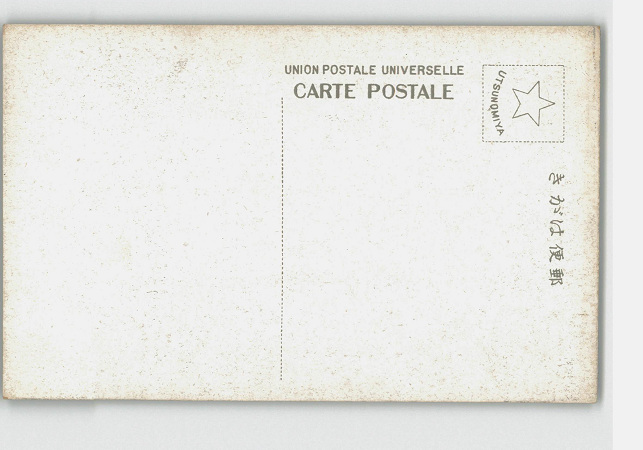 UNION POSTALE UNIVERSELLE
CARTE POSTALE
UTSUNOMIYA
きがは便郵